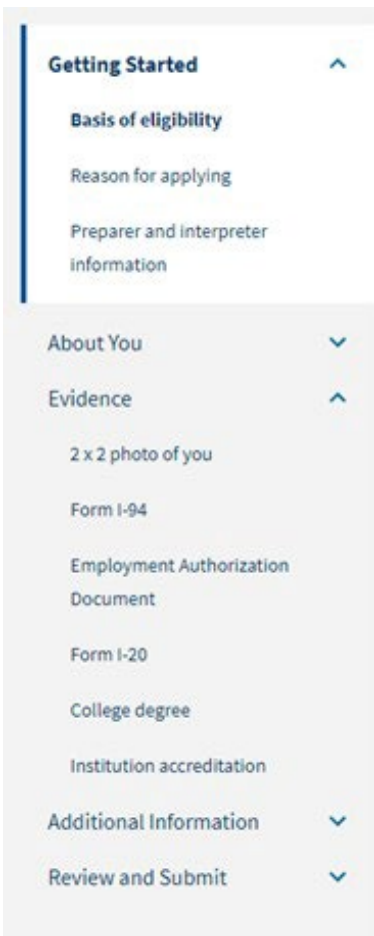 Getting Started
Basis of eligibility
Reason for applying
Preparer and interpreter
information
About You
Evidence
2 x 2 photo of you
Form I-94
Employment Authorization
Document
Form I-20
College degree
Institution accreditation
Additional Information
Review and Submit